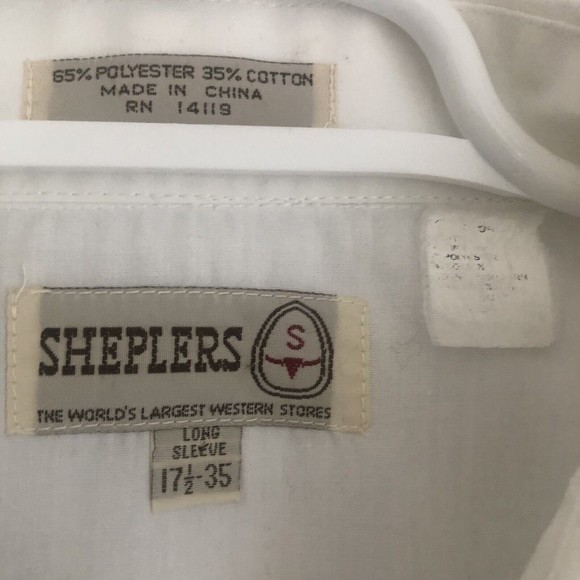 65% POLYESTER 35% COTTON
MADE IN CHINA
RN 14119
SHEPLERS
S
THE WORLD'S LARGEST WESTERN STORES
LONG
SLEEVE
17½-35